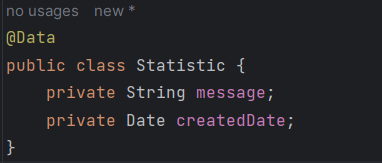 no usages   new *
@Data
public class Statistic {
    private String message;
    private Date createdDate;
}